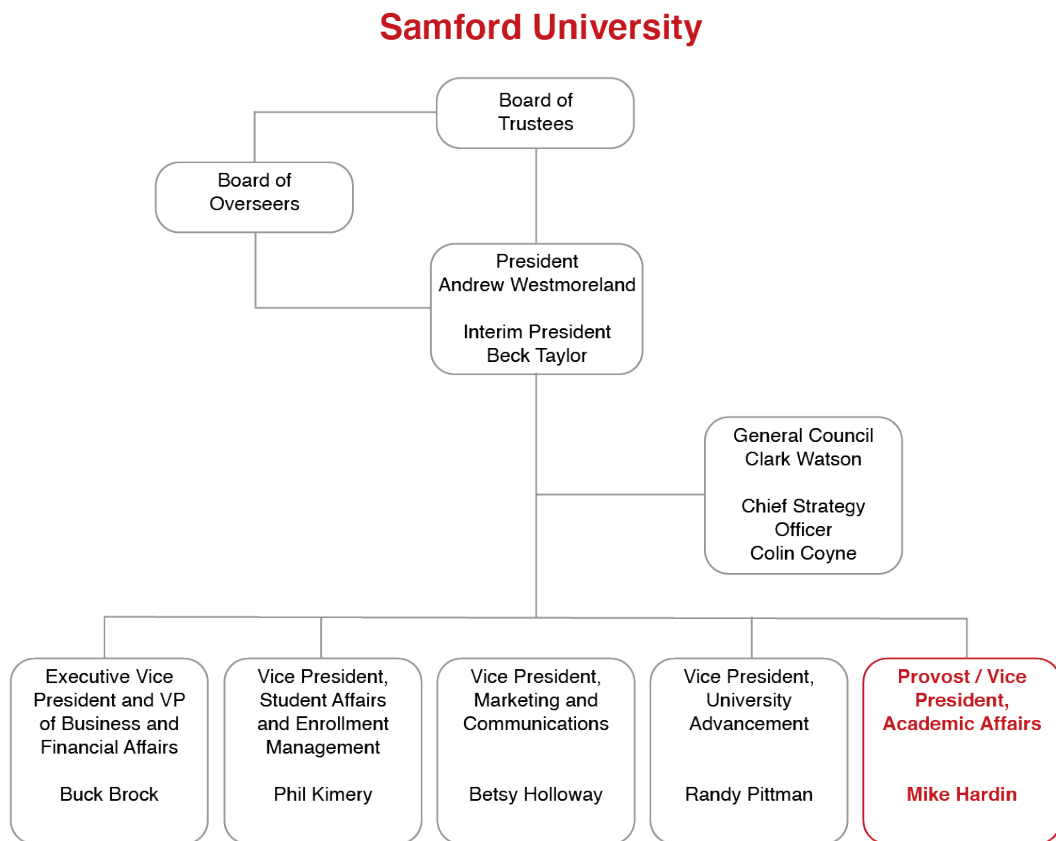 Samford University
Board of
Trustees
Board of
Overseers
President
Andrew Westmoreland
Interim President
Beck Taylor
General Council
Clark Watson
Chief Strategy
Officer
Colin Coyne
Executive Vice
President and VP
of Business and
Financial Affairs
Buck Brock
Vice President,
Student Affairs
and Enrollment
Management
Phil Kimery
Vice President,
Marketing and
Communications
Betsy Holloway
Vice President,
University
Advancement
Randy Pittman
Provost / Vice
President,
Academic Affairs
Mike Hardin